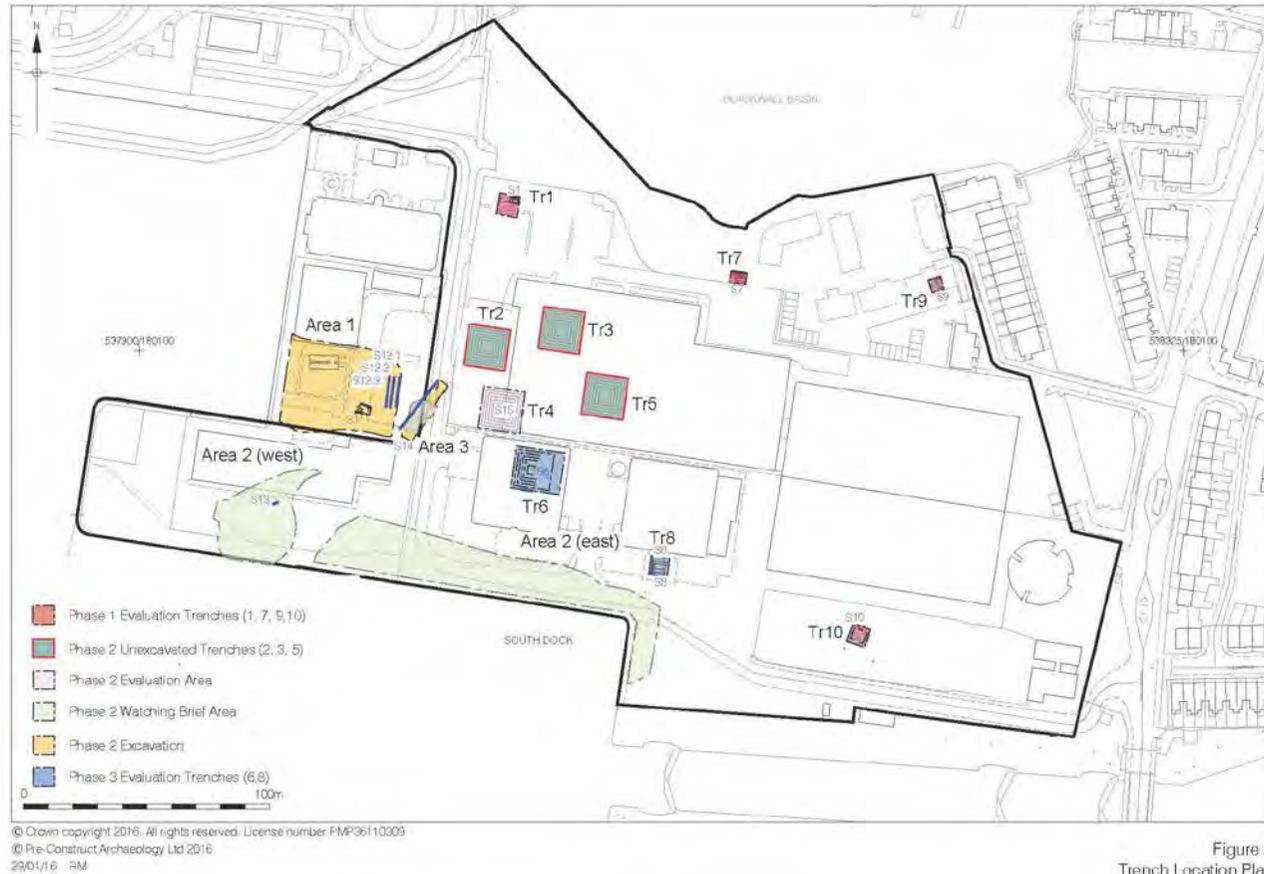 N
BLACKWALL BASIN
S1
Tr1
Tr7
S7
Tr9
S9
Area 1
Tr2
Tr3
537900/180100
538325/180100
S12.1
S12.2
S12.3
Tr5
S15
Tr4
S14
Area 3
Area 2 (west)
S13
Tr6
Area 2 (east)
Tr8
S8
S10
Tr10
SOUTH DOCK
Phase 1 Evaluation Trenches (1, 7, 9,10)
Phase 2 Unexcavated Trenches (2, 3, 5)
Phase 2 Evaluation Area
Phase 2 Watching Brief Area
Phase 2 Excavation
Phase 3 Evaluation Trenches (6,8)
0 100m
© Crown copyright 2016. All rights reserved. License number PMP36110309
© Pre-Construct Archaeology Ltd 2016
29/01/16 RM
Figure
Trench Location Pla